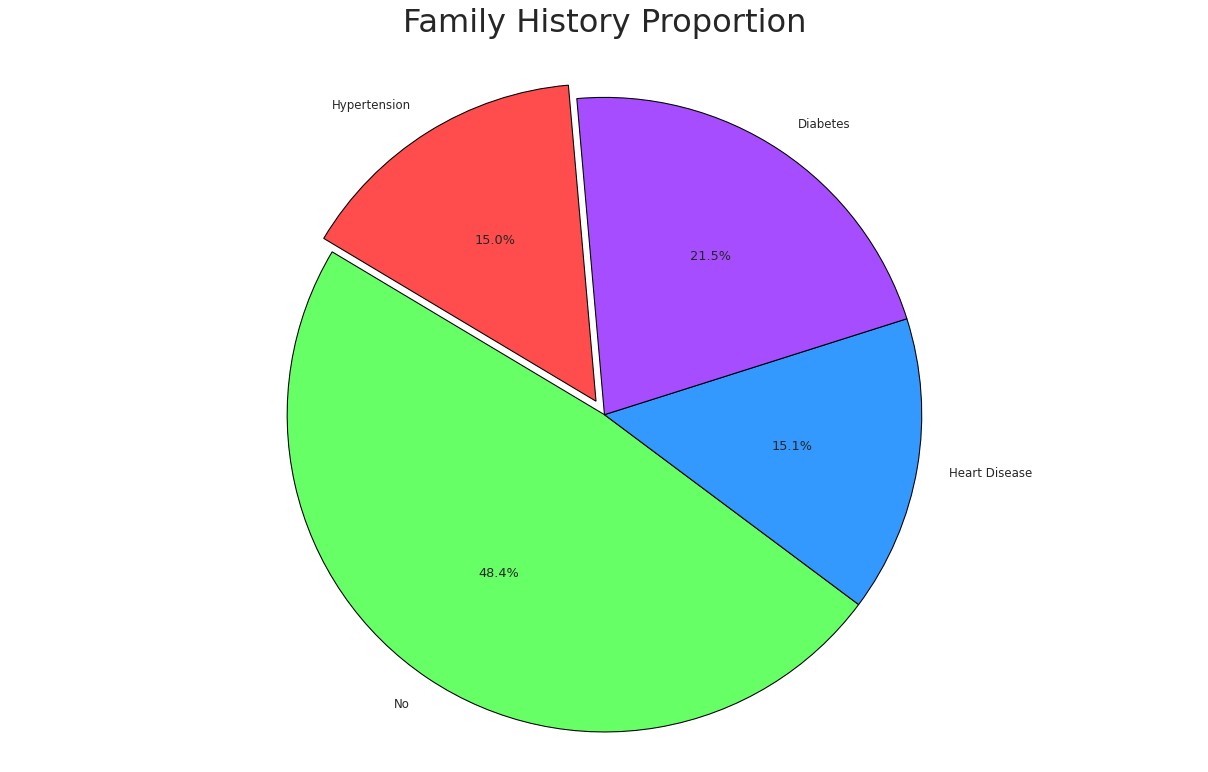 Family History Proportion
Hypertension
Diabetes
15.0%
21.5%
15.1%
Heart Disease
48.4%
No